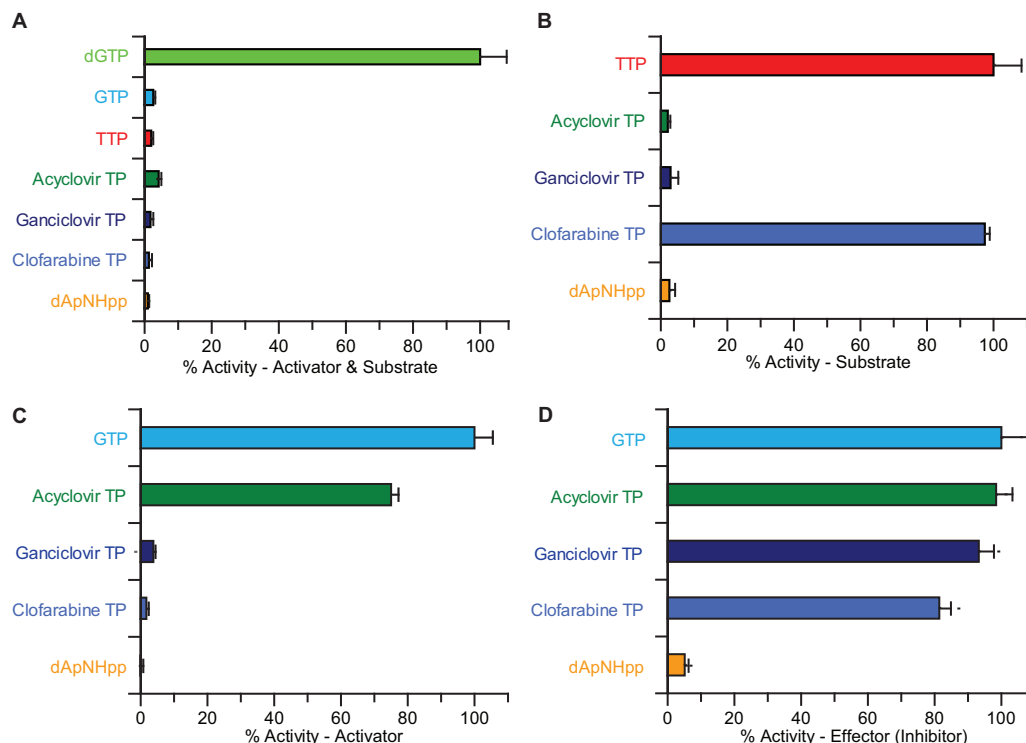 A
dGTP
GTP
TTP
Acyclovir TP
Ganciclovir TP
Clofarabine TP
dApNHpp
0 20 40 60 80 100
% Activity - Activator & Substrate
B
TTP
Acyclovir TP
Ganciclovir TP
Clofarabine TP
dApNHpp
0 20 40 60 80 100
% Activity - Substrate
C
GTP
Acyclovir TP
Ganciclovir TP
Clofarabine TP
dApNHpp
0 20 40 60 80 100
% Activity - Activator
D
GTP
Acyclovir TP
Ganciclovir TP
Clofarabine TP
dApNHpp
0 20 40 60 80 100
% Activity - Effector (Inhibitor)